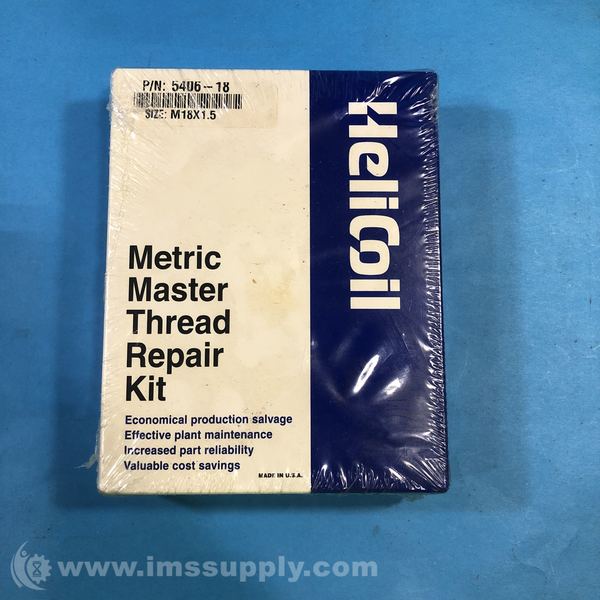 P/N: 5406-18
SIZE: M18X1.5
HeliCoil
Metric
Master
Thread
Repair
Kit
Economical production salvage
Effective plant maintenance
Increased part reliability
Valuable cost savings
MADE IN U.S.A.
www.imssupply.com